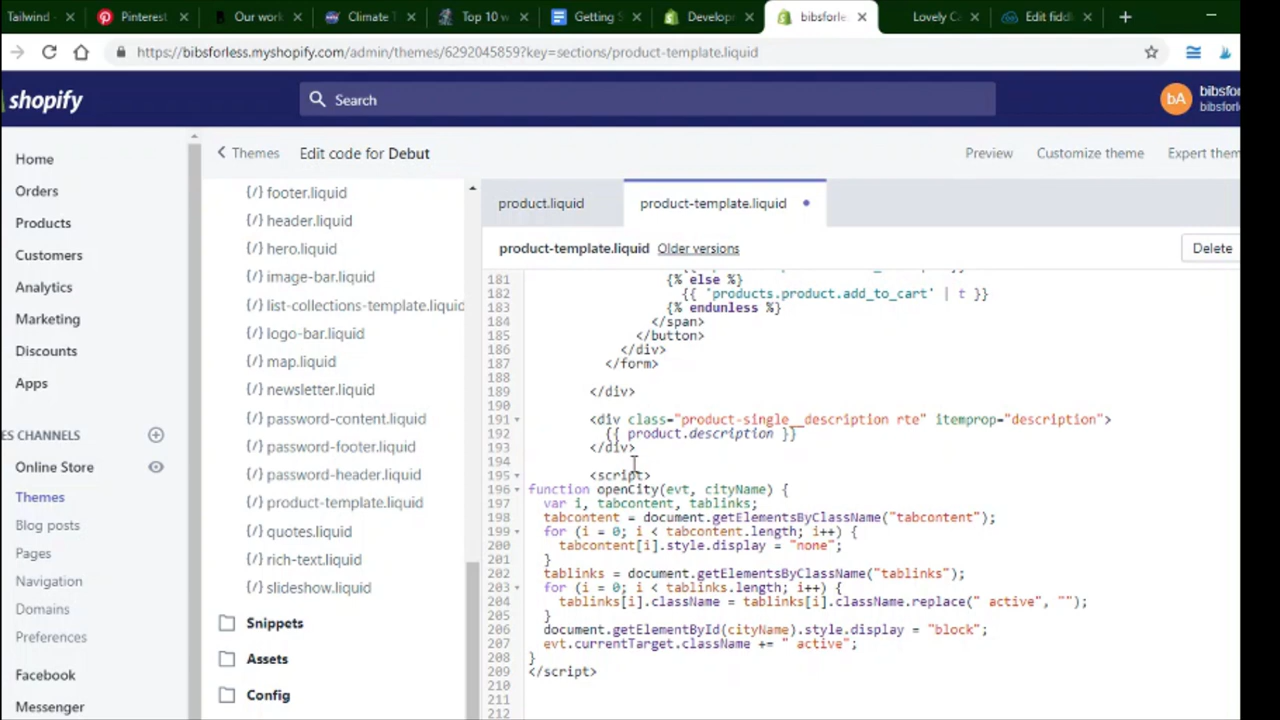 Tailwind -
Pinterest
Our work
Climate T
Top 10 w
Getting S
Develop
bibsforle
Lovely Ca
Edit fiddl
https://bibsforless.myshopify.com/admin/themes/6292045859?key=sections/product-template.liquid
shopify
Search
bA
bibsfor
bibsforle
Home
Orders
Products
Customers
Analytics
Marketing
Discounts
Apps
ES CHANNELS
Online Store
Themes
Blog posts
Pages
Navigation
Domains
Preferences
Facebook
Messenger
Themes
Edit code for Debut
Preview
Customize theme
Expert them
{/} footer.liquid
{/} header.liquid
{/} hero.liquid
{/} image-bar.liquid
{/} list-collections-template.liquid
{/} logo-bar.liquid
{/} map.liquid
{/} newsletter.liquid
{/} password-content.liquid
{/} password-footer.liquid
{/} password-header.liquid
{/} product-template.liquid
{/} quotes.liquid
{/} rich-text.liquid
{/} slideshow.liquid
Snippets
Assets
Config
product.liquid
product-template.liquid
product-template.liquid Older versions
Delete
181 {% else %}
182 {{ 'products.product.add_to_cart' | t }}
183 {% endunless %}
184 </span>
185 </button>
186 </div>
187 </form>
188
189 </div>
190
191 <div class="product-single__description rte" itemprop="description">
192 {{ product.description }}
193 </div>
194
195 <script>
196 function openCity(evt, cityName) {
197 var i, tabcontent, tablinks;
198 tabcontent = document.getElementsByClassName("tabcontent");
199 for (i = 0; i < tabcontent.length; i++) {
200 tabcontent[i].style.display = "none";
201 }
202 tablinks = document.getElementsByClassName("tablinks");
203 for (i = 0; i < tablinks.length; i++) {
204 tablinks[i].className = tablinks[i].className.replace(" active", "");
205 }
206 document.getElementById(cityName).style.display = "block";
207 evt.currentTarget.className += " active";
208 }
209 </script>
210
211
212